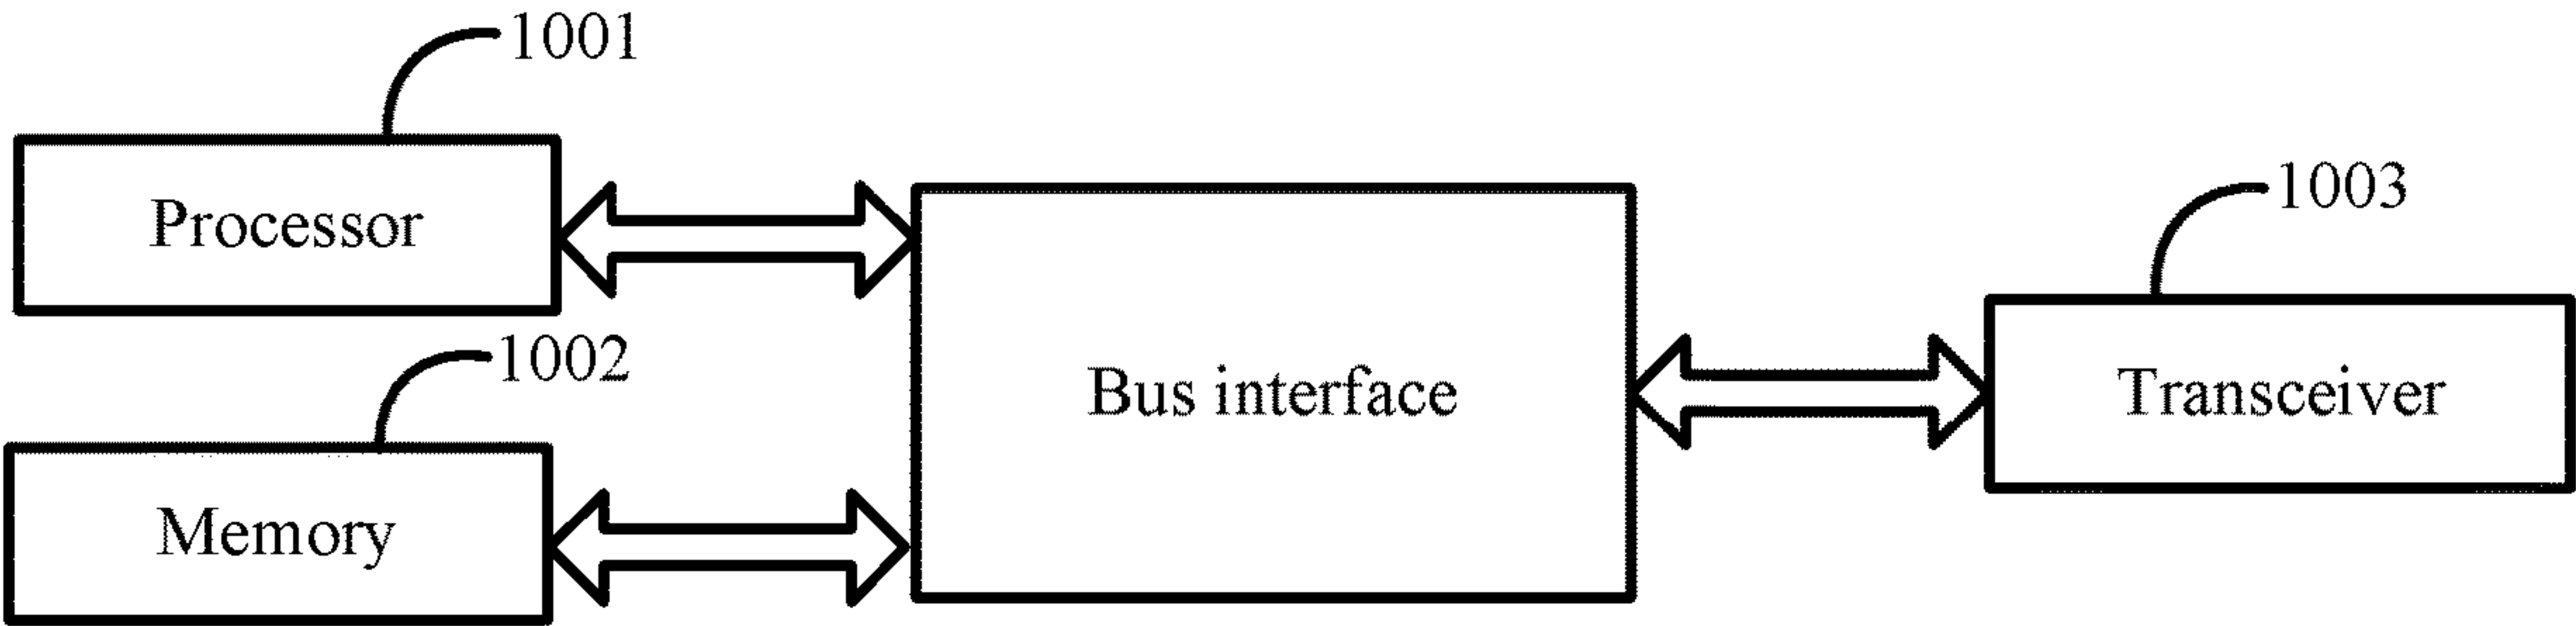 1001
Processor
1002
Memory
Bus interface
1003
Transceiver